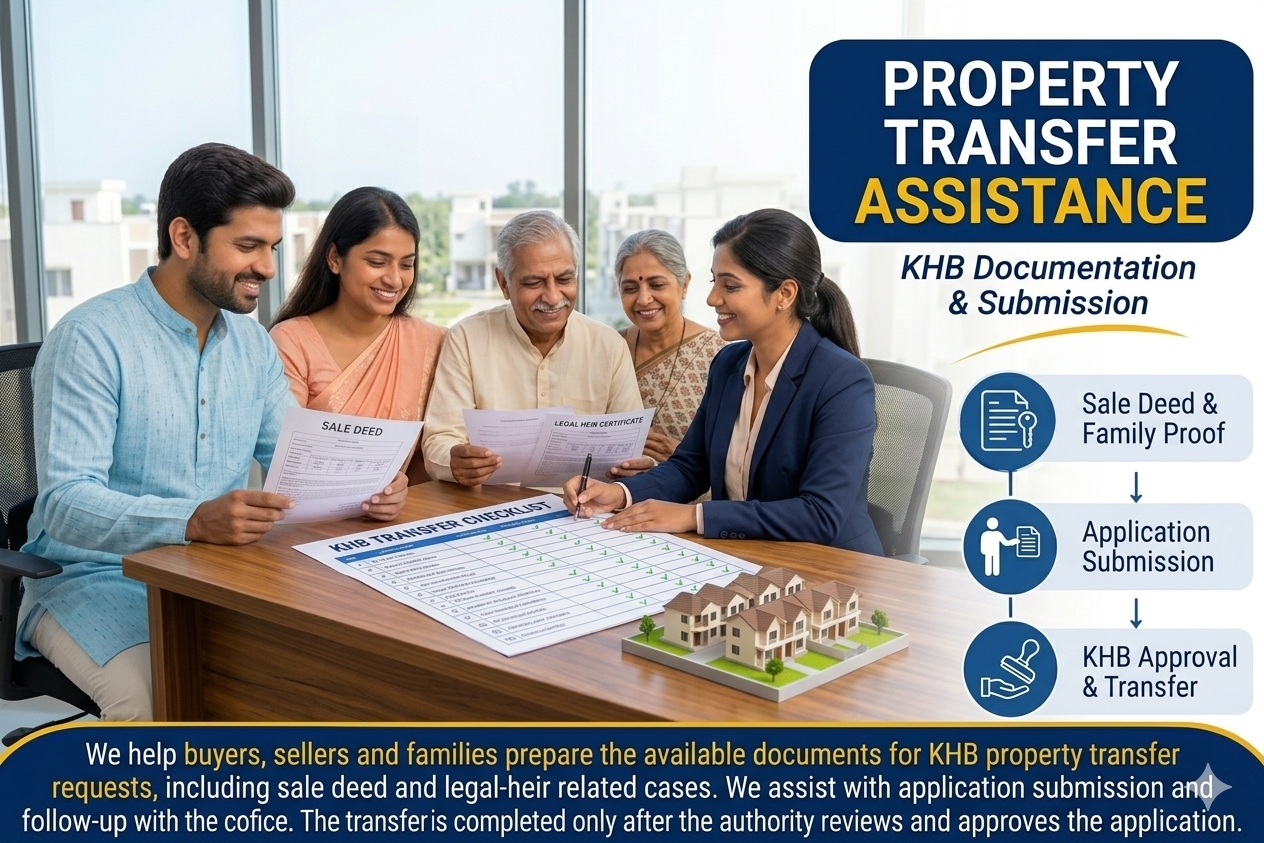 PROPERTY
TRANSFER
ASSISTANCE
KHB Documentation
& Submission
Sale Deed &
Family Proof
Application
Submission
KHB Approval
& Transfer
SALE DEED
LEGAL HEIN CERTIFICATE
KHB TRANSFER CHECKLIST
We help buyers, sellers and families prepare the available documents for KHB property transfer
requests, including sale deed and legal-heir related cases. We assist with application submission and
follow-up with the cofice. The transfer is completed only after the authority reviews and approves the application.